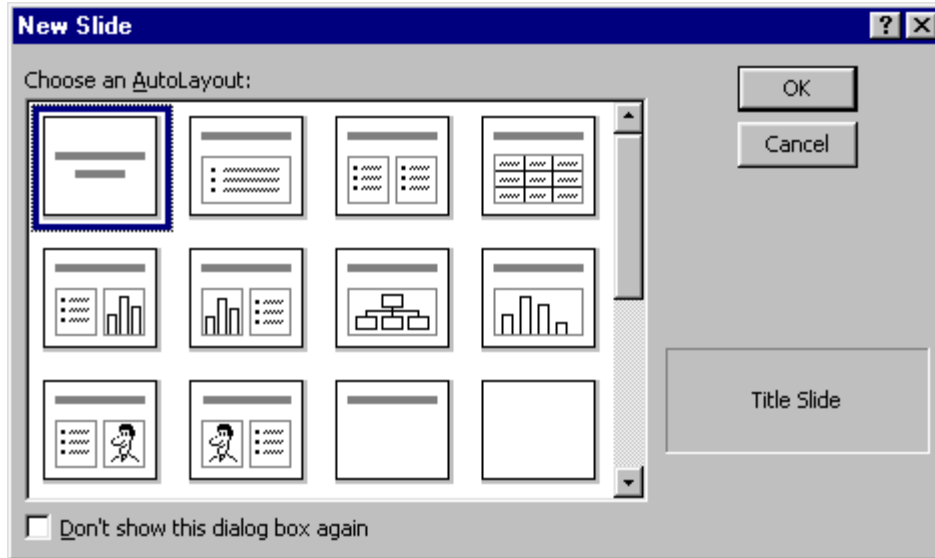 New Slide
Choose an AutoLayout:
OK
Cancel
Title Slide
Don't show this dialog box again